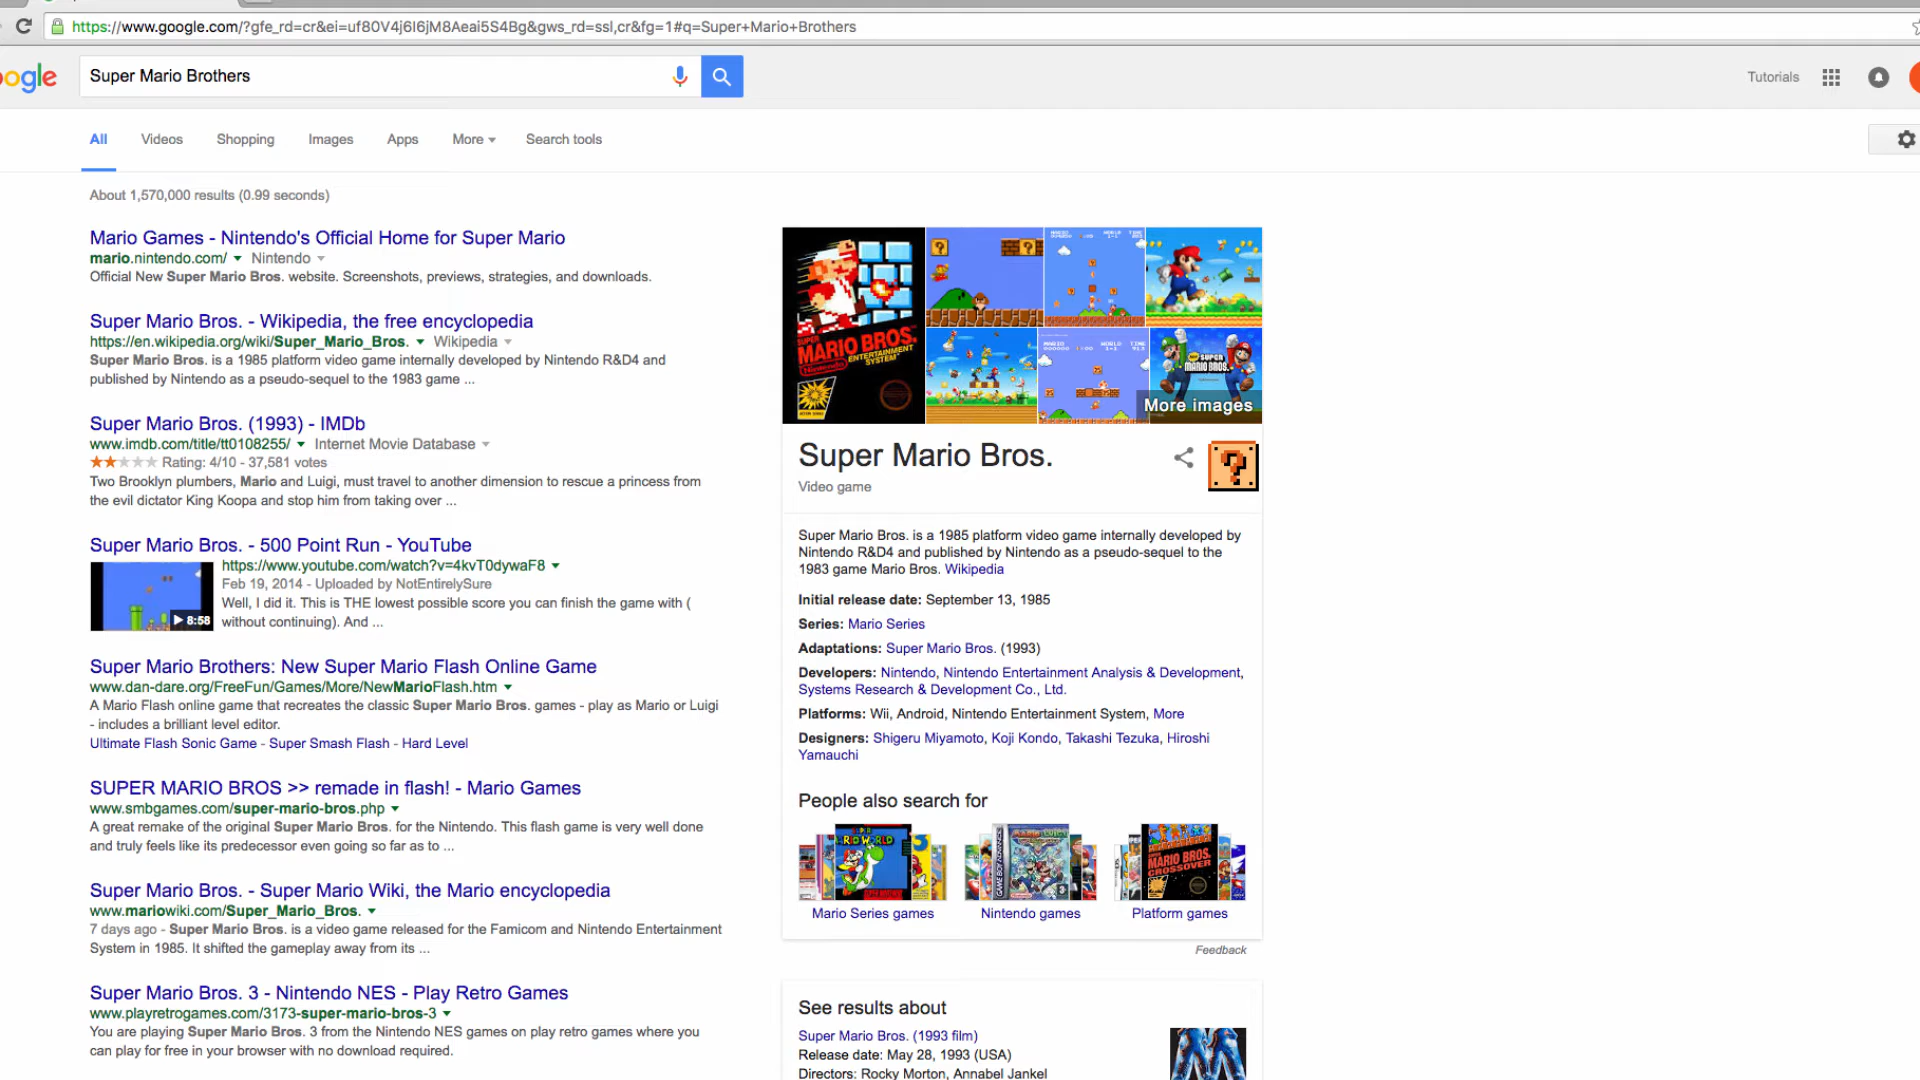 https://www.google.com/?gfe_rd=cr&ei=uf80V4j6I6jM8Aeai5S4Bg&gws_rd=ssl,cr&fg=1#q=Super+Mario+Brothers
oogle
Super Mario Brothers
Tutorials
All
Videos
Shopping
Images
Apps
More
Search tools
About 1,570,000 results (0.99 seconds)
Mario Games - Nintendo's Official Home for Super Mario
mario.nintendo.com/ Nintendo
Official New Super Mario Bros. website. Screenshots, previews, strategies, and downloads.
Super Mario Bros. - Wikipedia, the free encyclopedia
https://en.wikipedia.org/wiki/Super_Mario_Bros. Wikipedia
Super Mario Bros. is a 1985 platform video game internally developed by Nintendo R&D4 and
published by Nintendo as a pseudo-sequel to the 1983 game ...
Super Mario Bros. (1993) - IMDb
www.imdb.com/title/tt0108255/ Internet Movie Database
Rating: 4/10 - 37,581 votes
Two Brooklyn plumbers, Mario and Luigi, must travel to another dimension to rescue a princess from
the evil dictator King Koopa and stop him from taking over ...
Super Mario Bros. - 500 Point Run - YouTube
https://www.youtube.com/watch?v=4kvT0dywaF8
Feb 19, 2014 - Uploaded by NotEntirelySure
Well, I did it. This is THE lowest possible score you can finish the game with (
without continuing). And ...
8:58
Super Mario Brothers: New Super Mario Flash Online Game
www.dan-dare.org/FreeFun/Games/More/NewMarioFlash.htm
A Mario Flash online game that recreates the classic Super Mario Bros. games - play as Mario or Luigi
- includes a brilliant level editor.
Ultimate Flash Sonic Game - Super Smash Flash - Hard Level
SUPER MARIO BROS >> remade in flash! - Mario Games
www.smbgames.com/super-mario-bros.php
A great remake of the original Super Mario Bros. for the Nintendo. This flash game is very well done
and truly feels like its predecessor even going so far as to ...
Super Mario Bros. - Super Mario Wiki, the Mario encyclopedia
www.mariowiki.com/Super_Mario_Bros.
7 days ago - Super Mario Bros. is a video game released for the Famicom and Nintendo Entertainment
System in 1985. It shifted the gameplay away from its ...
Super Mario Bros. 3 - Nintendo NES - Play Retro Games
www.playretrogames.com/3173-super-mario-bros-3
You are playing Super Mario Bros. 3 from the Nintendo NES games on play retro games where you
can play for free in your browser with no download required.
SUPER
MARIO BROS.
Nintendo
ENTERTAINMENT
SYSTEM
MARIO WORLD TIME
MARIO WORLD TIME
SUPER
MARIO BROS.
More images
Super Mario Bros.
Video game
Super Mario Bros. is a 1985 platform video game internally developed by
Nintendo R&D4 and published by Nintendo as a pseudo-sequel to the
1983 game Mario Bros. Wikipedia
Initial release date: September 13, 1985
Series: Mario Series
Adaptations: Super Mario Bros. (1993)
Developers: Nintendo, Nintendo Entertainment Analysis & Development,
Systems Research & Development Co., Ltd.
Platforms: Wii, Android, Nintendo Entertainment System, More
Designers: Shigeru Miyamoto, Koji Kondo, Takashi Tezuka, Hiroshi
Yamauchi
People also search for
MARIO WORLD
GAME BOY ADVANCE
MARIO BROS.
CROSSOVER
Mario Series games
Nintendo games
Platform games
Feedback
See results about
Super Mario Bros. (1993 film)
Release date: May 28, 1993 (USA)
Directors: Rocky Morton, Annabel Jankel